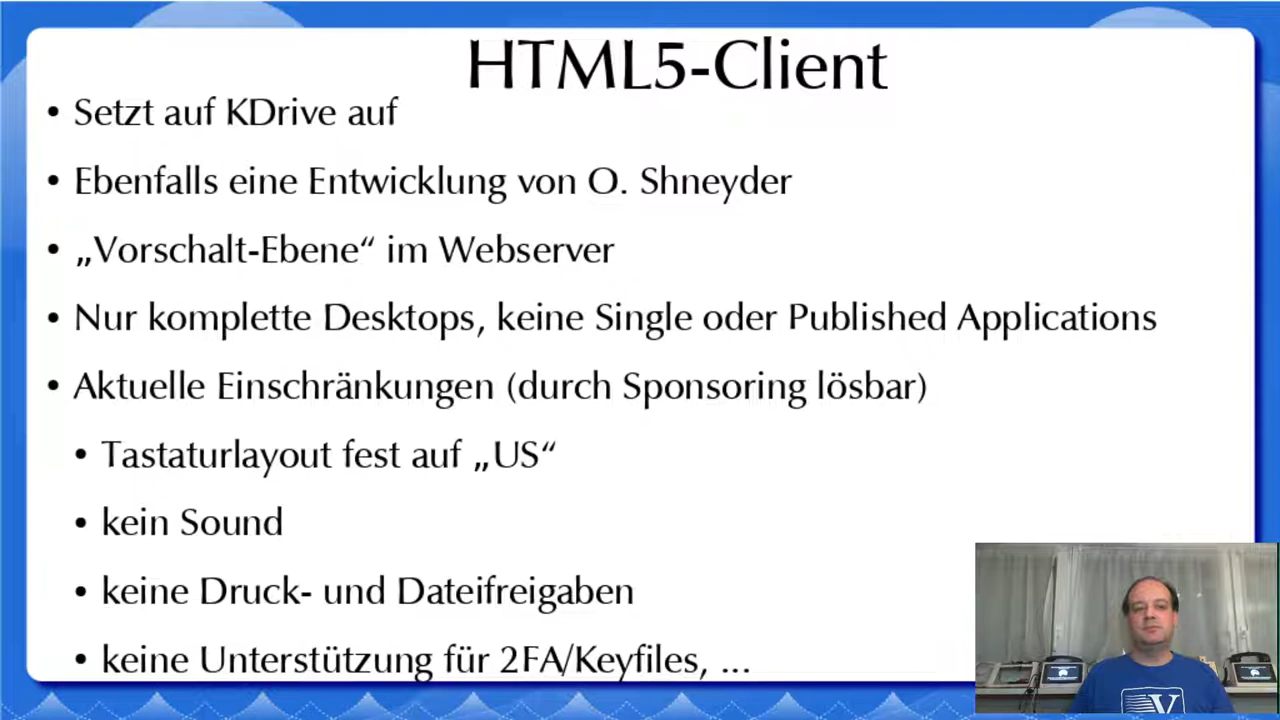 HTML5-Client
• Setzt auf KDrive auf
• Ebenfalls eine Entwicklung von O. Shneyder
• „Vorschalt-Ebene“ im Webserver
• Nur komplette Desktops, keine Single oder Published Applications
• Aktuelle Einschränkungen (durch Sponsoring lösbar)
• Tastaturlayout fest auf „US“
• kein Sound
• keine Druck- und Dateifreigaben
• keine Unterstützung für 2FA/Keyfiles, ...
V